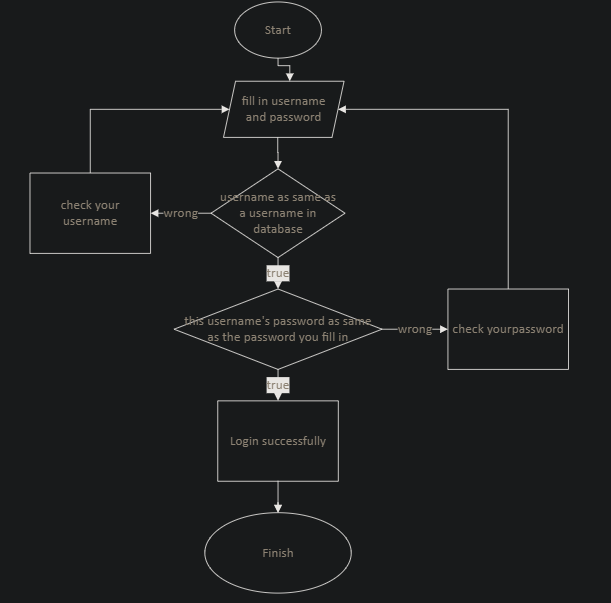 Start
fill in username
and password
check your
username
wrong
username as same as
a username in
database
true
this username's password as same
as the password you fill in
wrong
check yourpassword
true
Login successfully
Finish